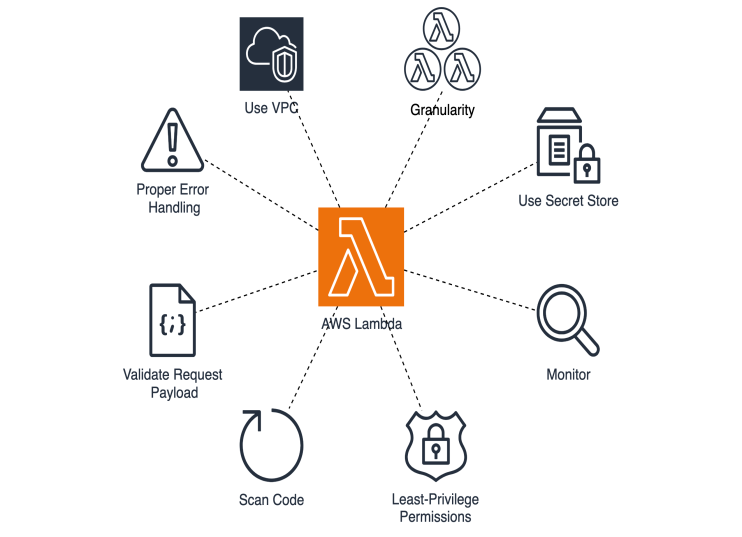 Use VPC
Granularity
Proper Error
Handling
Use Secret Store
{;}
AWS Lambda
Validate Request
Payload
Monitor
Scan Code
Least-Privilege
Permissions